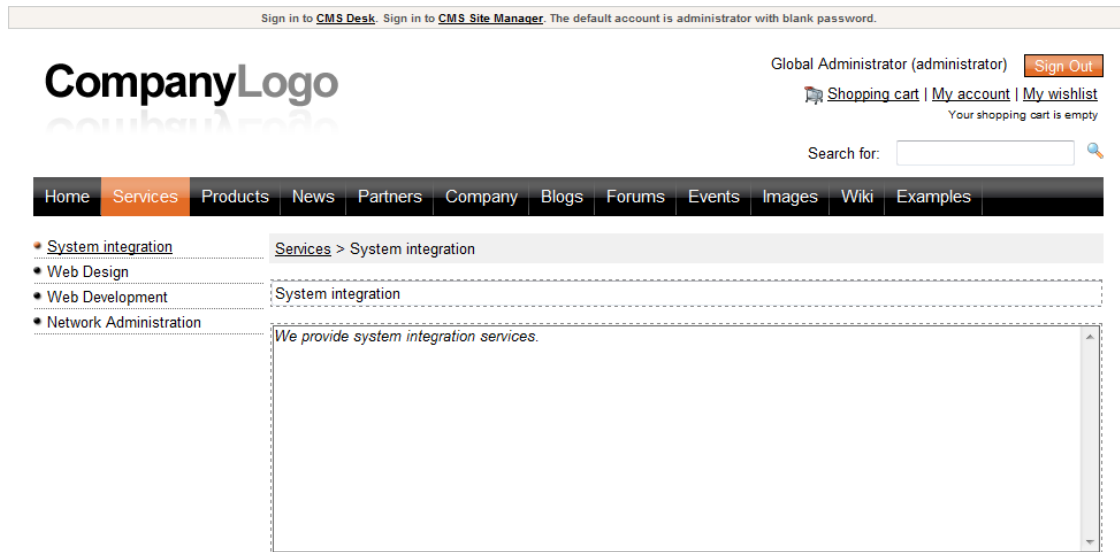 Sign in to CMS Desk. Sign in to CMS Site Manager. The default account is administrator with blank password.
CompanyLogo
Global Administrator (administrator) Sign Out
Shopping cart | My account | My wishlist
Your shopping cart is empty
Search for:
Home Services Products News Partners Company Blogs Forums Events Images Wiki Examples
System integration
Web Design
Web Development
Network Administration
Services > System integration
System integration
We provide system integration services.